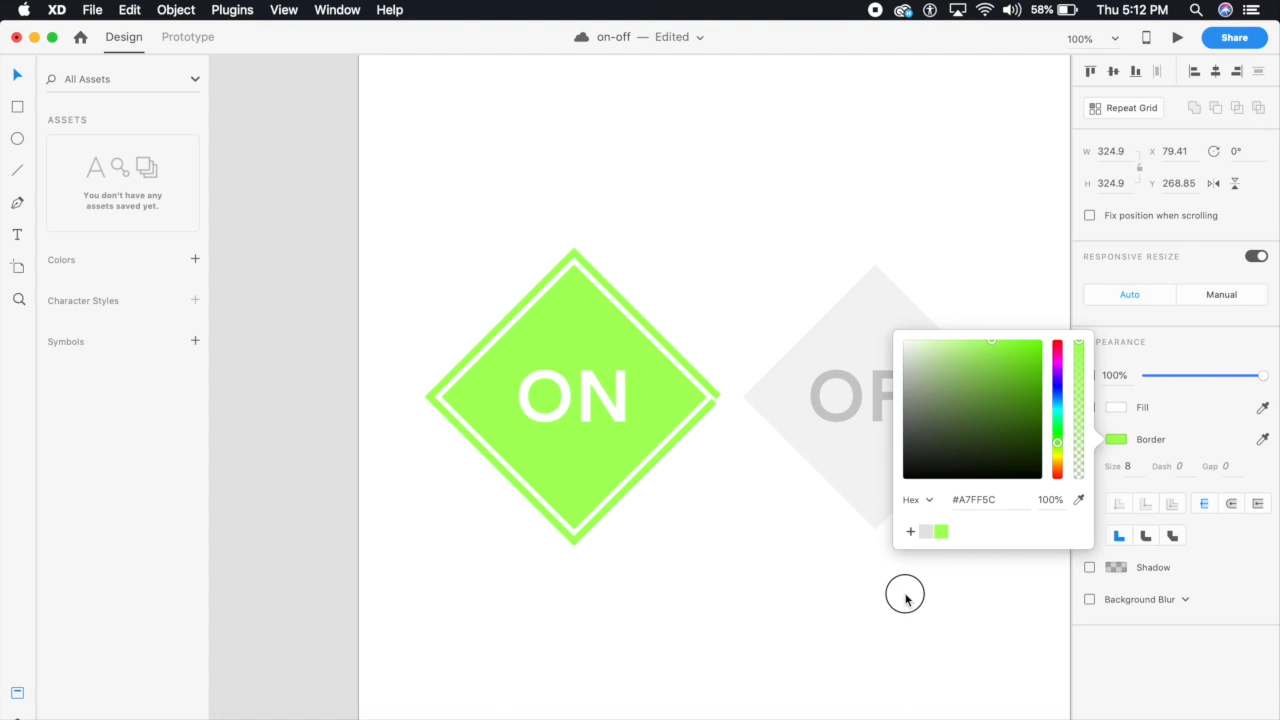 XD File Edit Object Plugins View Window Help 58% Thu 5:12 PM
Design Prototype on-off — Edited 100% Share
All Assets
ASSETS
You don't have any
assets saved yet.
Colors
Character Styles
Symbols
ON
OF
Repeat Grid
W 324.9 X 79.41 0°
H 324.9 Y 268.85
Fix position when scrolling
RESPONSIVE RESIZE
Auto Manual
PEARANCE
100%
Fill
Border
Size 8 Dash 0 Gap 0
Hex #A7FF5C 100%
Shadow
Background Blur